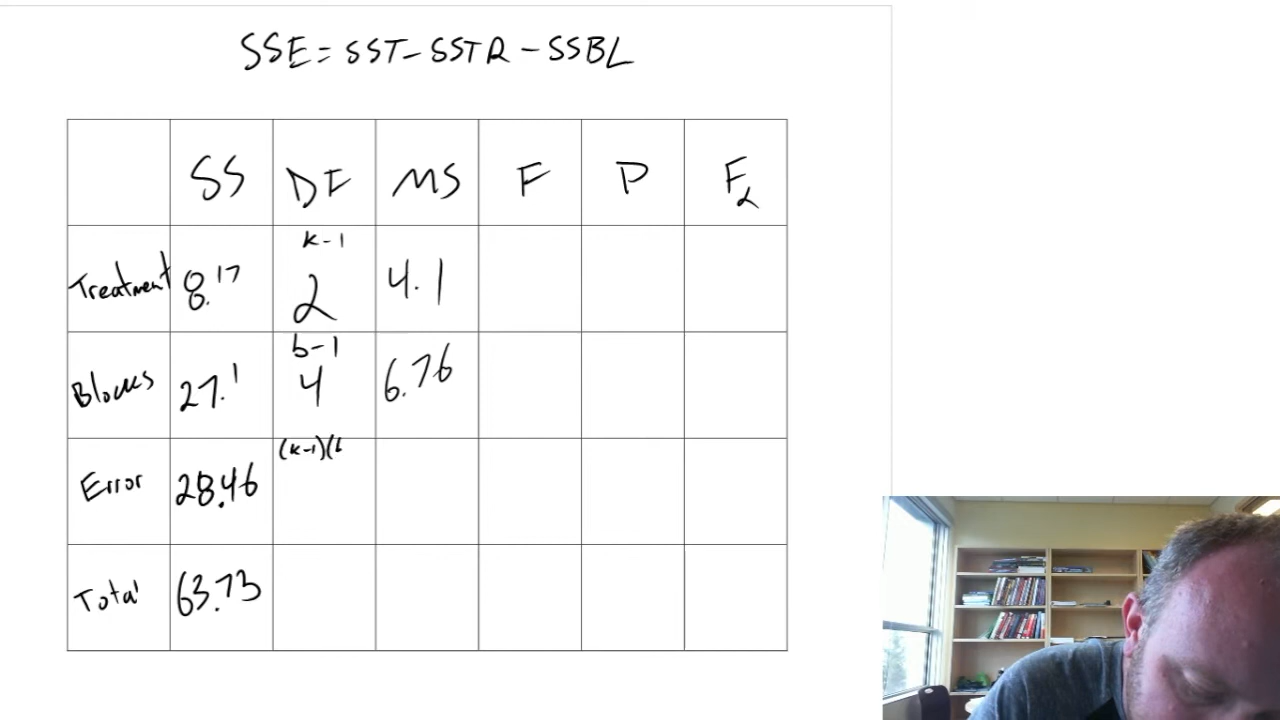 SSE = SST - SSTR - SSBL
SS DF MS F P Fα
k-1
Treatment 8.17 2 4.1
b-1
Blocks 27.1 4 6.76
(k-1)(b
Error 28.46
Total 63.73